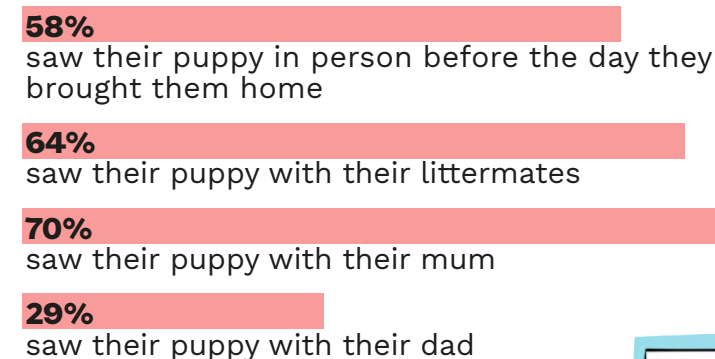 58%
saw their puppy in person before the day they
brought them home
64%
saw their puppy with their littermates
70%
saw their puppy with their mum
29%
saw their puppy with their dad